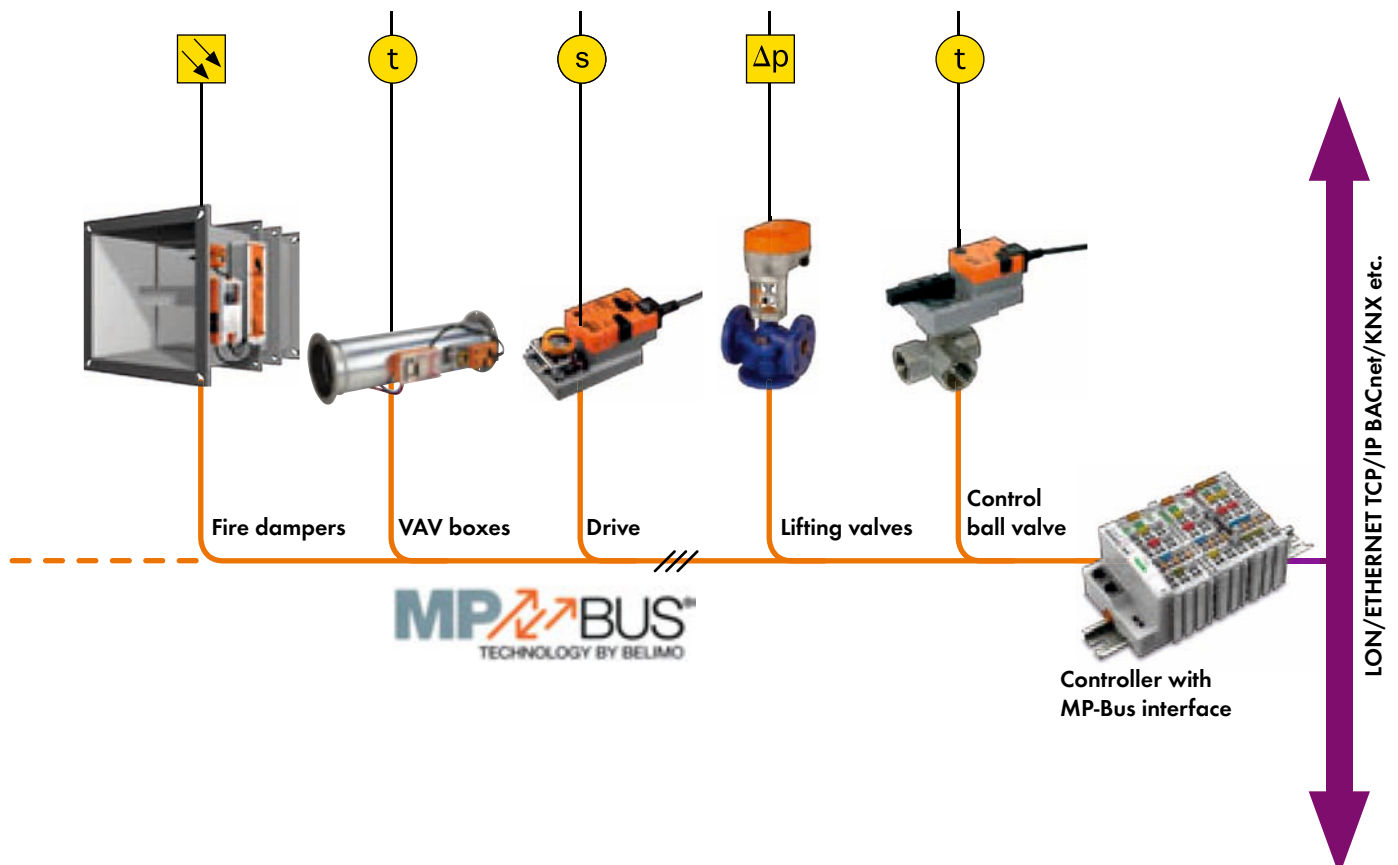 t
s
Δp
t
Fire dampers
VAV boxes
Drive
Lifting valves
Control
ball valve
MP BUS®
TECHNOLOGY BY BELIMO
Controller with
MP-Bus interface
LON/ETHERNET TCP/IP BACnet/KNX etc.